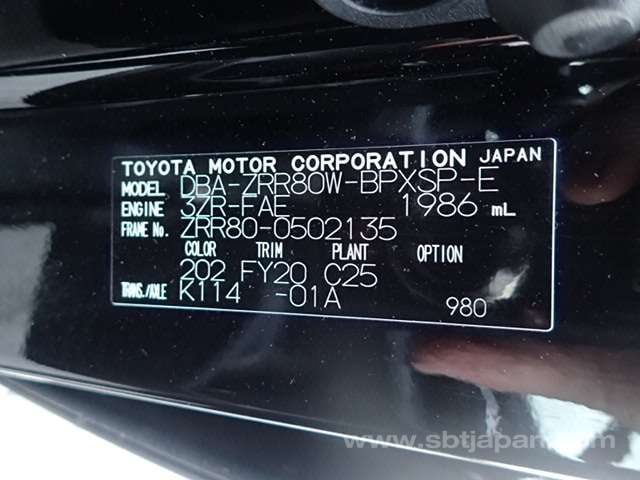 TOYOTA MOTOR CORPORATION JAPAN
MODEL DBA-ZRR80W-BPXSP-E
ENGINE 3ZR-FAE 1986 mL
FRAME No. ZRR80-0502135
COLOR TRIM PLANT OPTION
202 FY20 C25
TRANS./AXLE K114 -01A 980
www.sbtjapan.com